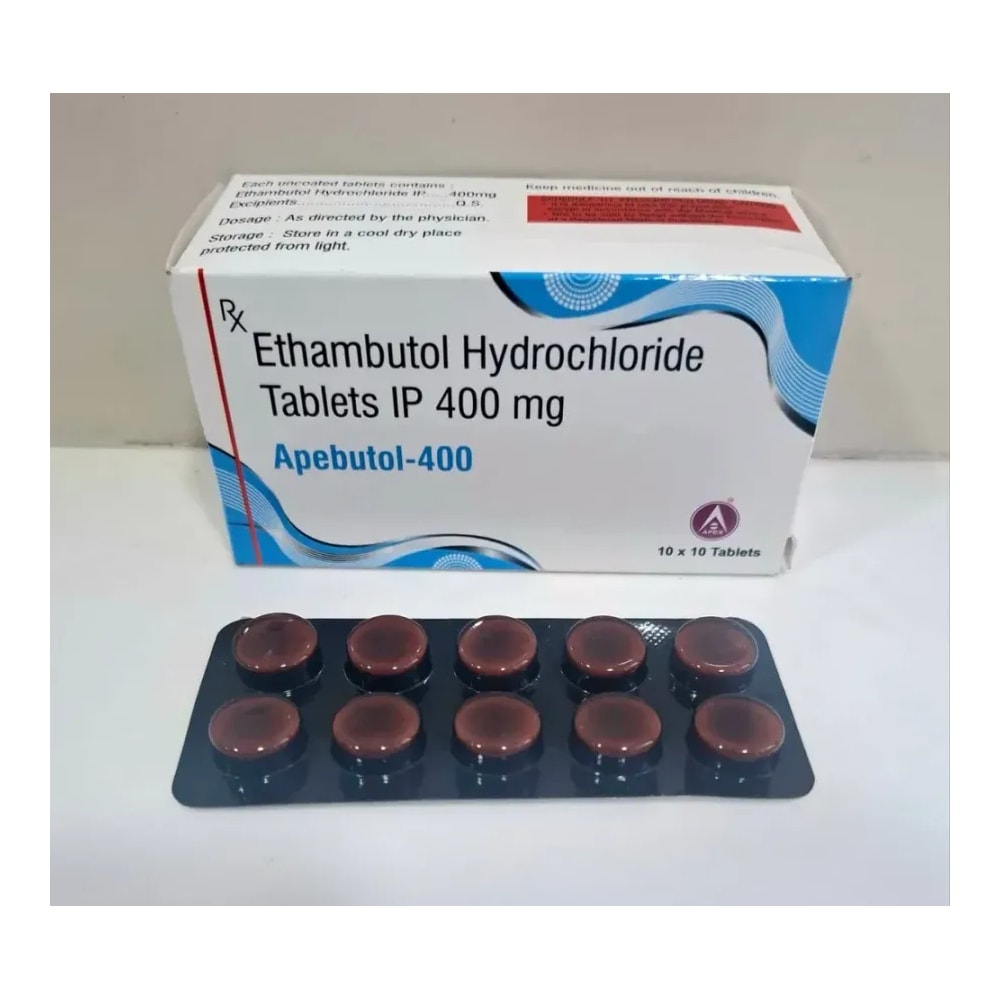 Each uncoated tablets contains :
Ethambutol Hydrochloride IP.....400mg
Excipients.................................Q.S.
Dosage : As directed by the physician.
Storage : Store in a cool dry place
protected from light.
Keep medicine out of reach of children.
Rx
Ethambutol Hydrochloride
Tablets IP 400 mg
Apebutol-400
APEX
10 x 10 Tablets